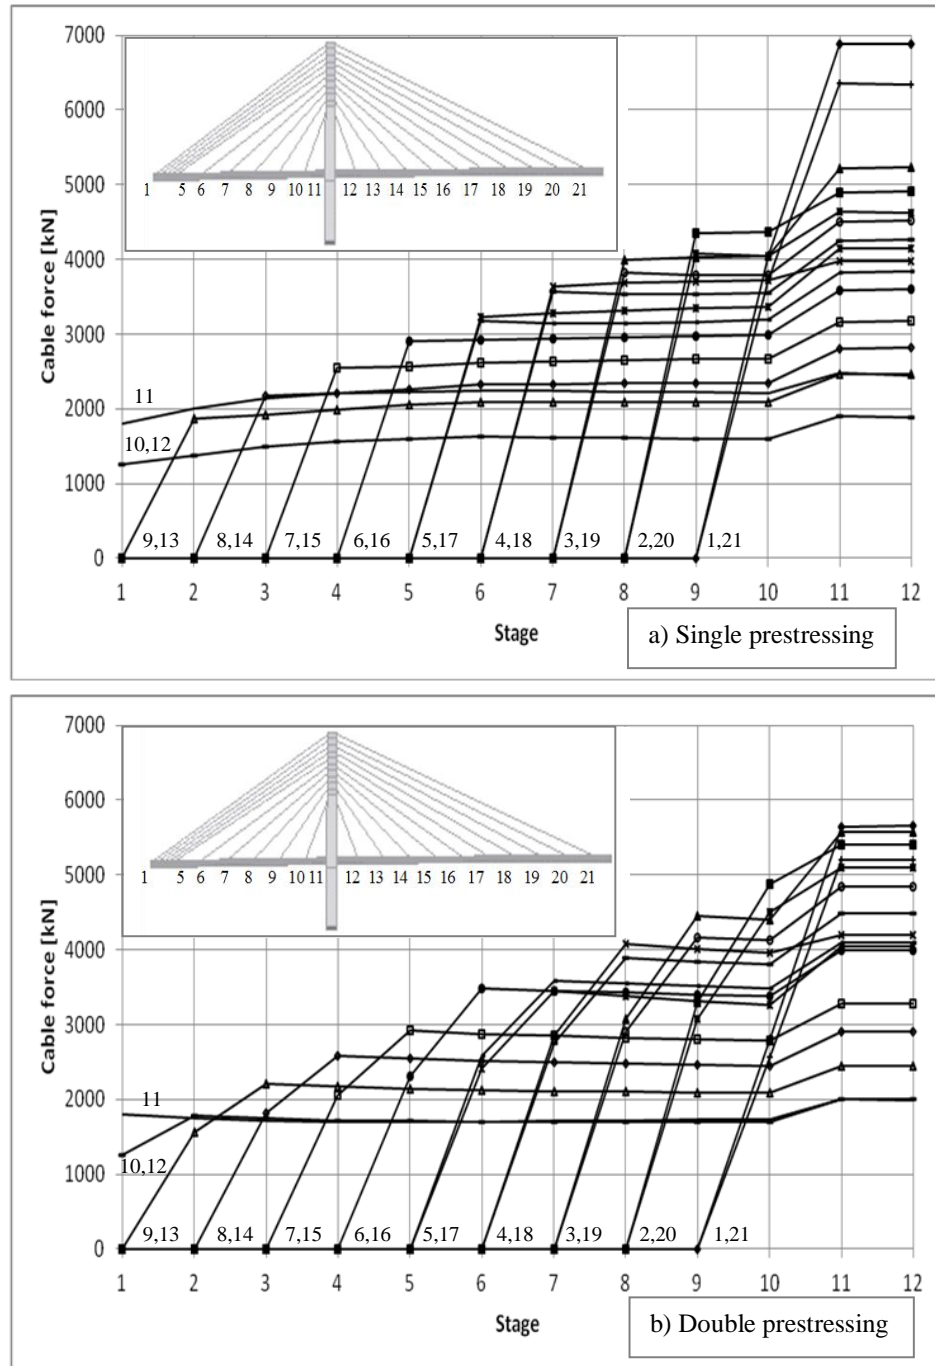 7000
6000
5000
4000
3000
2000
1000
0
Cable force [kN]
1 5 6 7 8 9 10 11 12 13 14 15 16 17 18 19 20 21
11
10,12
9,13 8,14 7,15 6,16 5,17 4,18 3,19 2,20 1,21
1 2 3 4 5 6 7 8 9 10 11 12
Stage
a) Single prestressing
7000
6000
5000
4000
3000
2000
1000
0
Cable force [kN]
1 5 6 7 8 9 10 11 12 13 14 15 16 17 18 19 20 21
11
10,12
9,13 8,14 7,15 6,16 5,17 4,18 3,19 2,20 1,21
1 2 3 4 5 6 7 8 9 10 11 12
Stage
b) Double prestressing